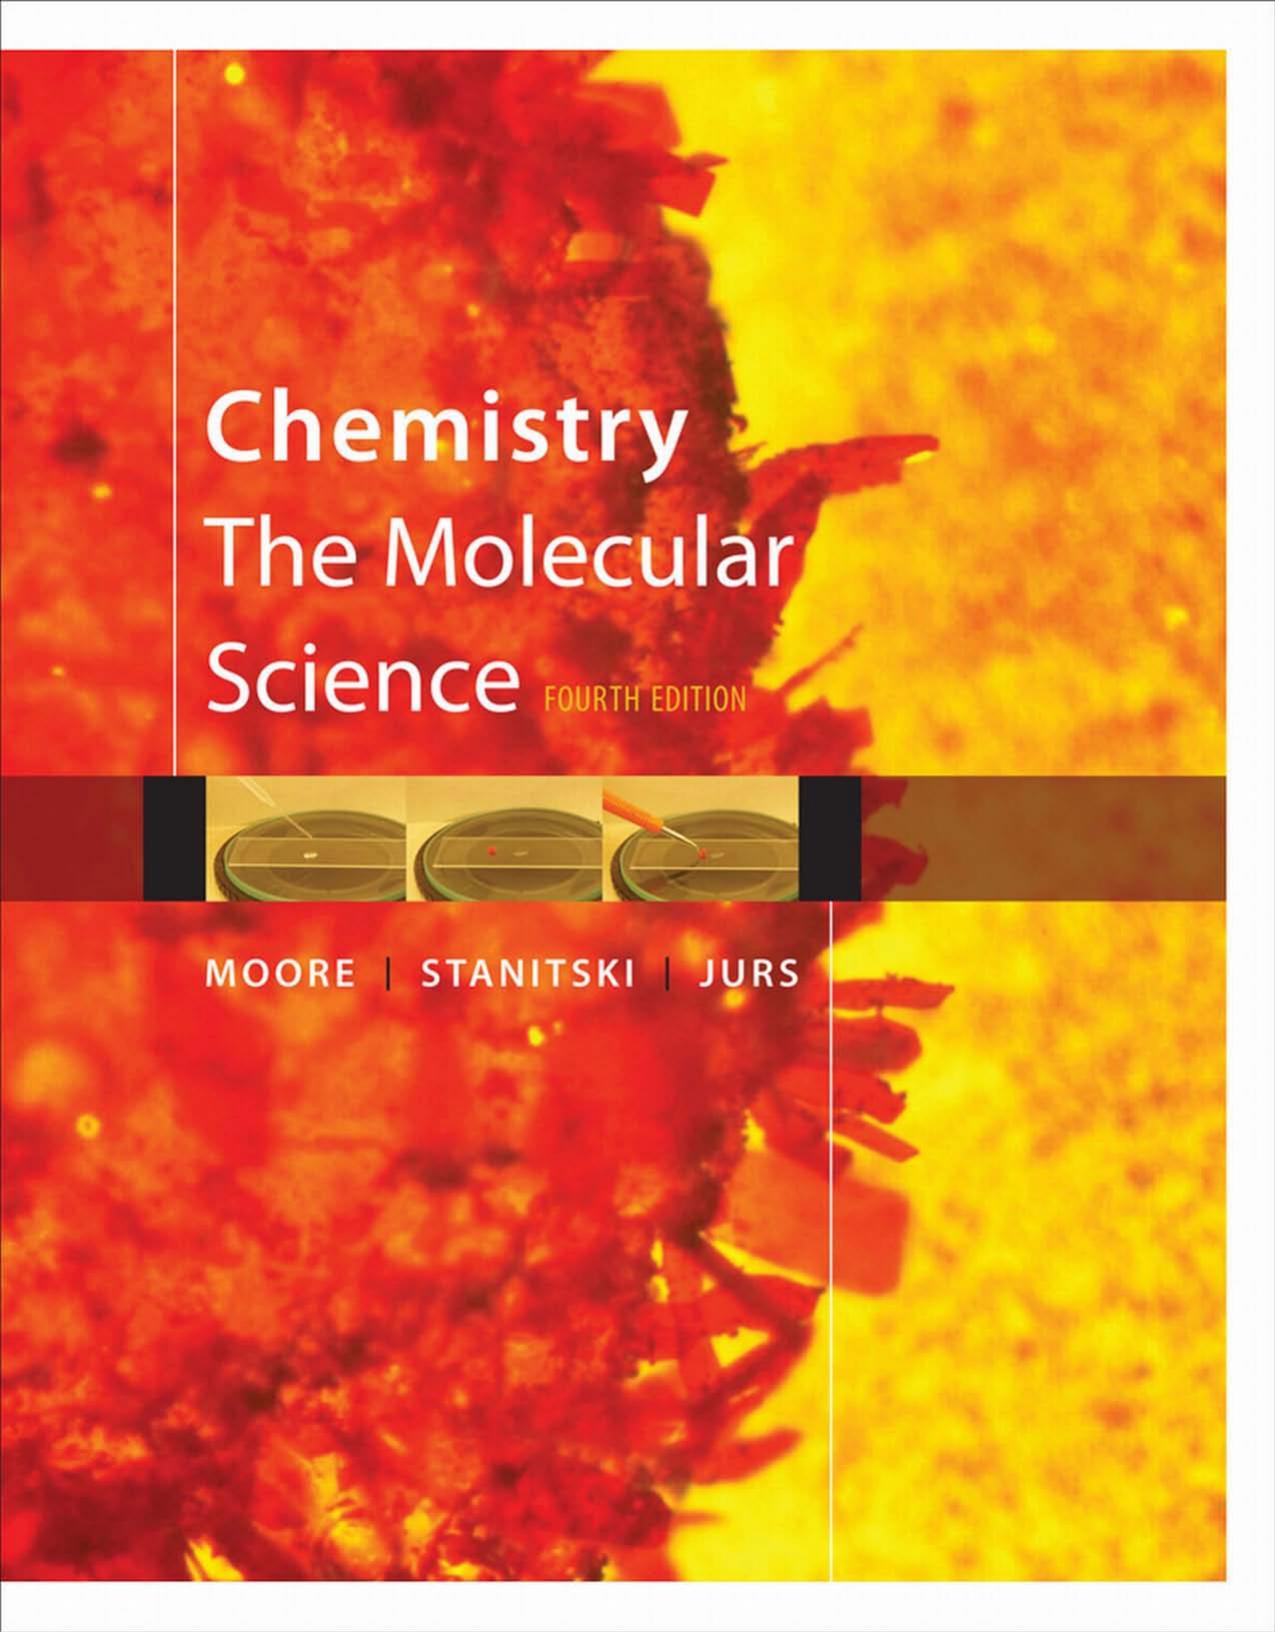 Chemistry
The Molecular
Science FOURTH EDITION
MOORE | STANITSKI | JURS